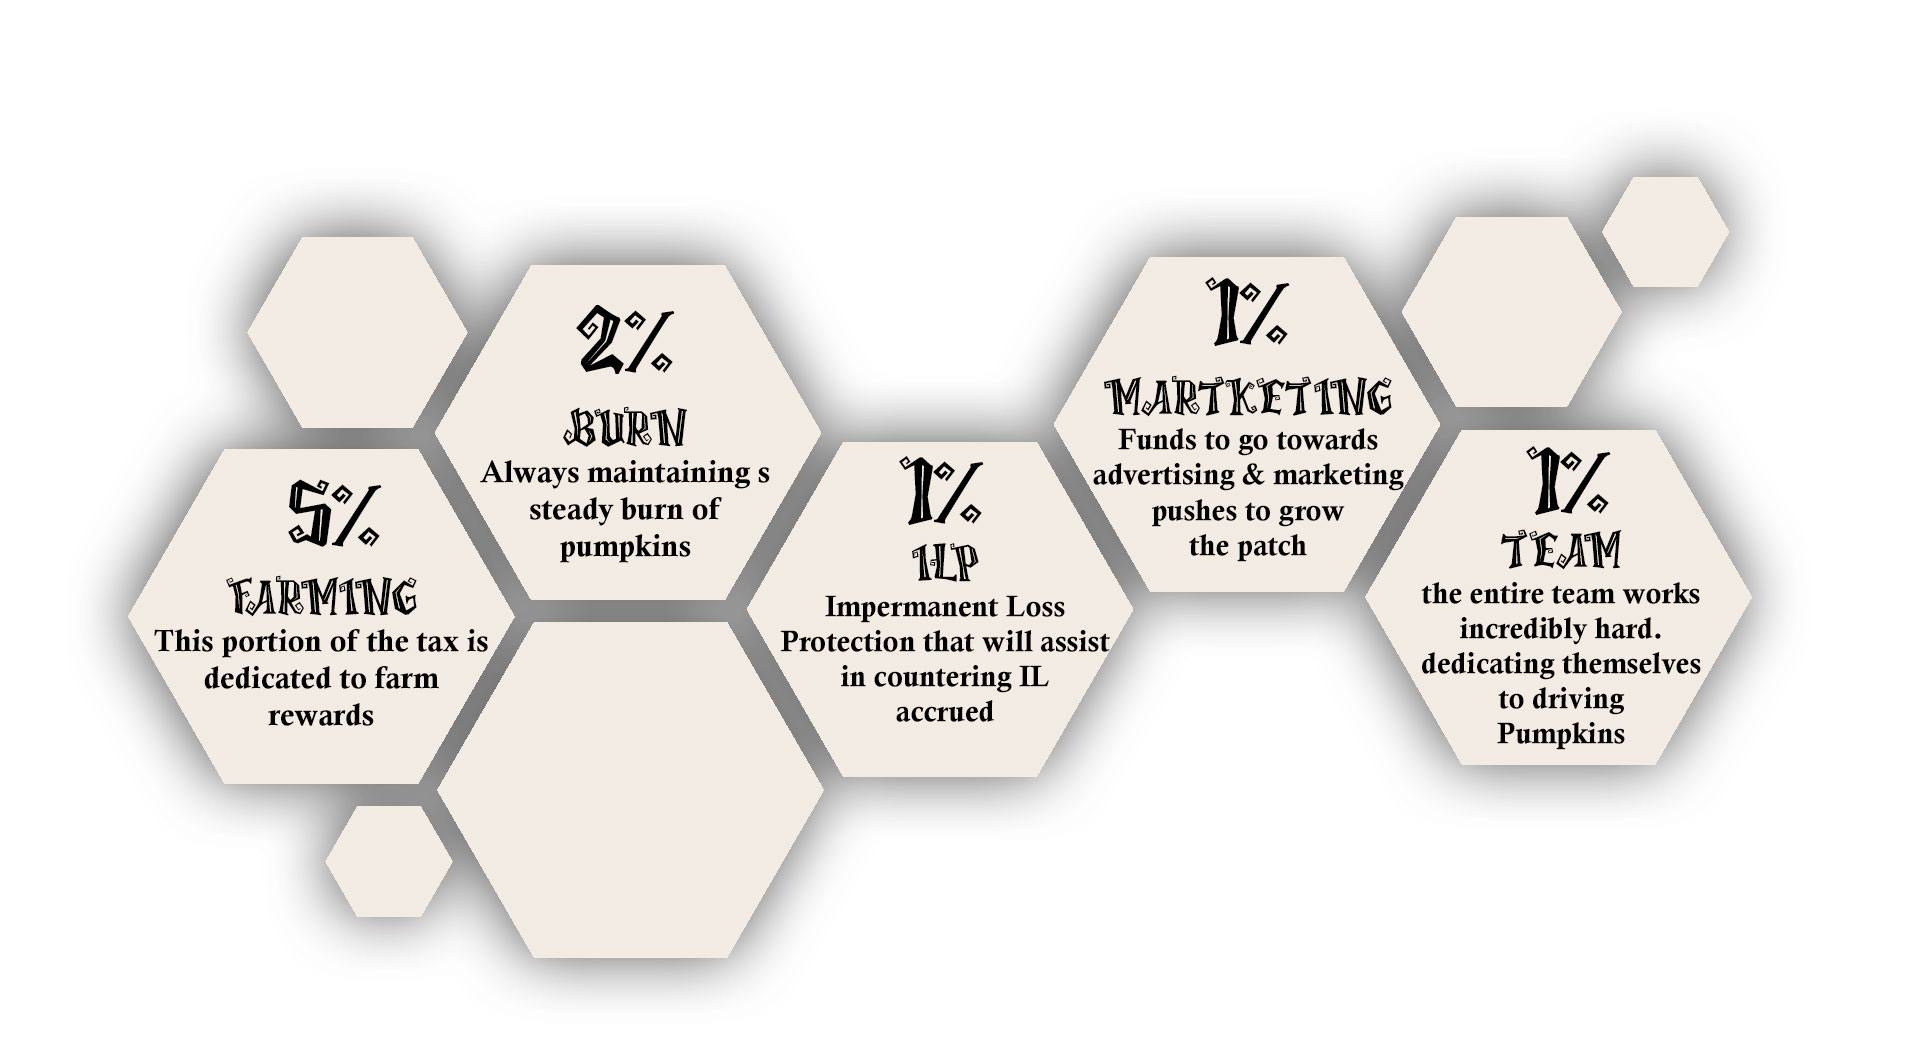 5%
FARMING
This portion of the tax is
dedicated to farm
rewards
2%
BURN
Always maintaining s
steady burn of
pumpkins
1%
ILP
Impermanent Loss
Protection that will assist
in countering IL
accrued
1%
MARTKETING
Funds to go towards
advertising & marketing
pushes to grow
the patch
1%
TEAM
the entire team works
incredibly hard.
dedicating themselves
to driving
Pumpkins